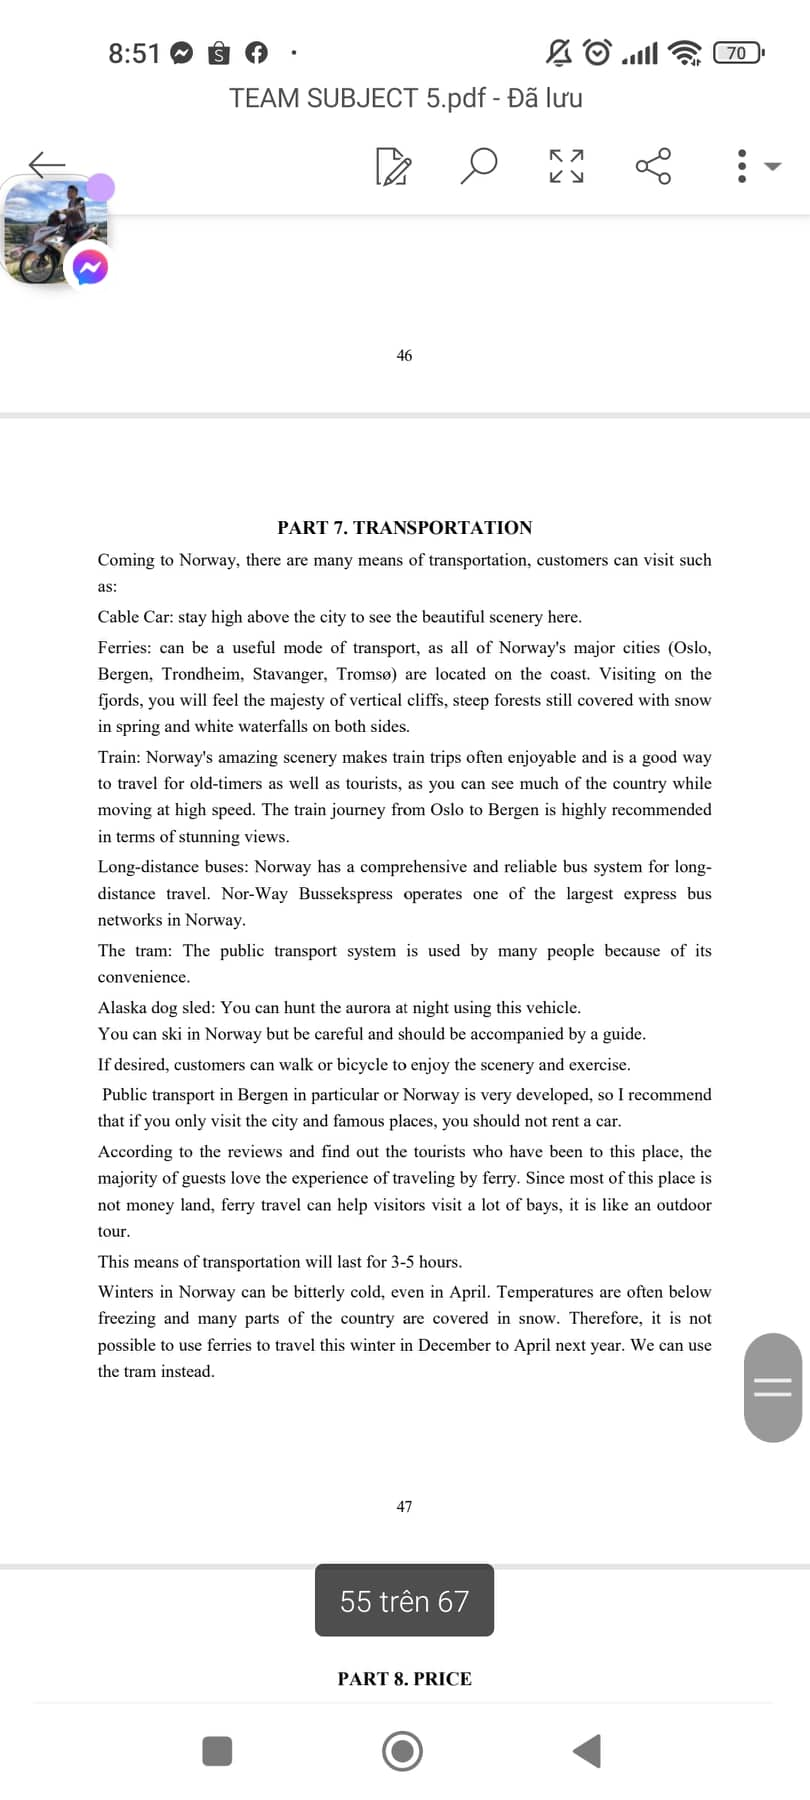 8:51
70
TEAM SUBJECT 5.pdf - Đã lưu
46
PART 7. TRANSPORTATION
Coming to Norway, there are many means of transportation, customers can visit such
as:
Cable Car: stay high above the city to see the beautiful scenery here.
Ferries: can be a useful mode of transport, as all of Norway's major cities (Oslo,
Bergen, Trondheim, Stavanger, Tromsø) are located on the coast. Visiting on the
fjords, you will feel the majesty of vertical cliffs, steep forests still covered with snow
in spring and white waterfalls on both sides.
Train: Norway's amazing scenery makes train trips often enjoyable and is a good way
to travel for old-timers as well as tourists, as you can see much of the country while
moving at high speed. The train journey from Oslo to Bergen is highly recommended
in terms of stunning views.
Long-distance buses: Norway has a comprehensive and reliable bus system for long-
distance travel. Nor-Way Bussekspress operates one of the largest express bus
networks in Norway.
The tram: The public transport system is used by many people because of its
convenience.
Alaska dog sled: You can hunt the aurora at night using this vehicle.
You can ski in Norway but be careful and should be accompanied by a guide.
If desired, customers can walk or bicycle to enjoy the scenery and exercise.
Public transport in Bergen in particular or Norway is very developed, so I recommend
that if you only visit the city and famous places, you should not rent a car.
According to the reviews and find out the tourists who have been to this place, the
majority of guests love the experience of traveling by ferry. Since most of this place is
not money land, ferry travel can help visitors visit a lot of bays, it is like an outdoor
tour.
This means of transportation will last for 3-5 hours.
Winters in Norway can be bitterly cold, even in April. Temperatures are often below
freezing and many parts of the country are covered in snow. Therefore, it is not
possible to use ferries to travel this winter in December to April next year. We can use
the tram instead.
47
55 trên 67
PART 8. PRICE